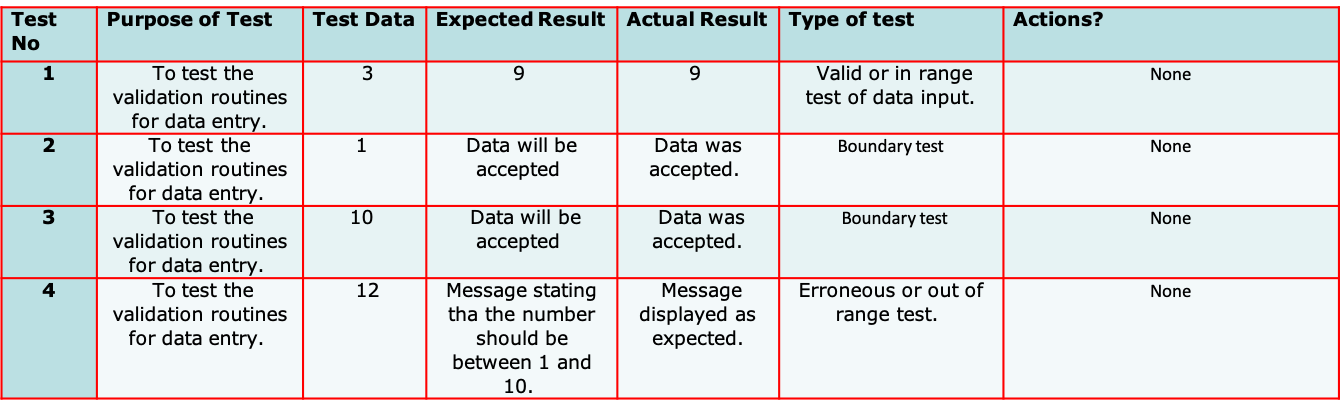 Test No
Purpose of Test
Test Data
Expected Result
Actual Result
Type of test
Actions?
1
To test the
validation routines
for data entry.
3
9
9
Valid or in range
test of data input.
None
2
To test the
validation routines
for data entry.
1
Data will be
accepted
Data was
accepted.
Boundary test
None
3
To test the
validation routines
for data entry.
10
Data will be
accepted
Data was
accepted.
Boundary test
None
4
To test the
validation routines
for data entry.
12
Message stating
tha the number
should be
between 1 and
10.
Message
displayed as
expected.
Erroneous or out of
range test.
None